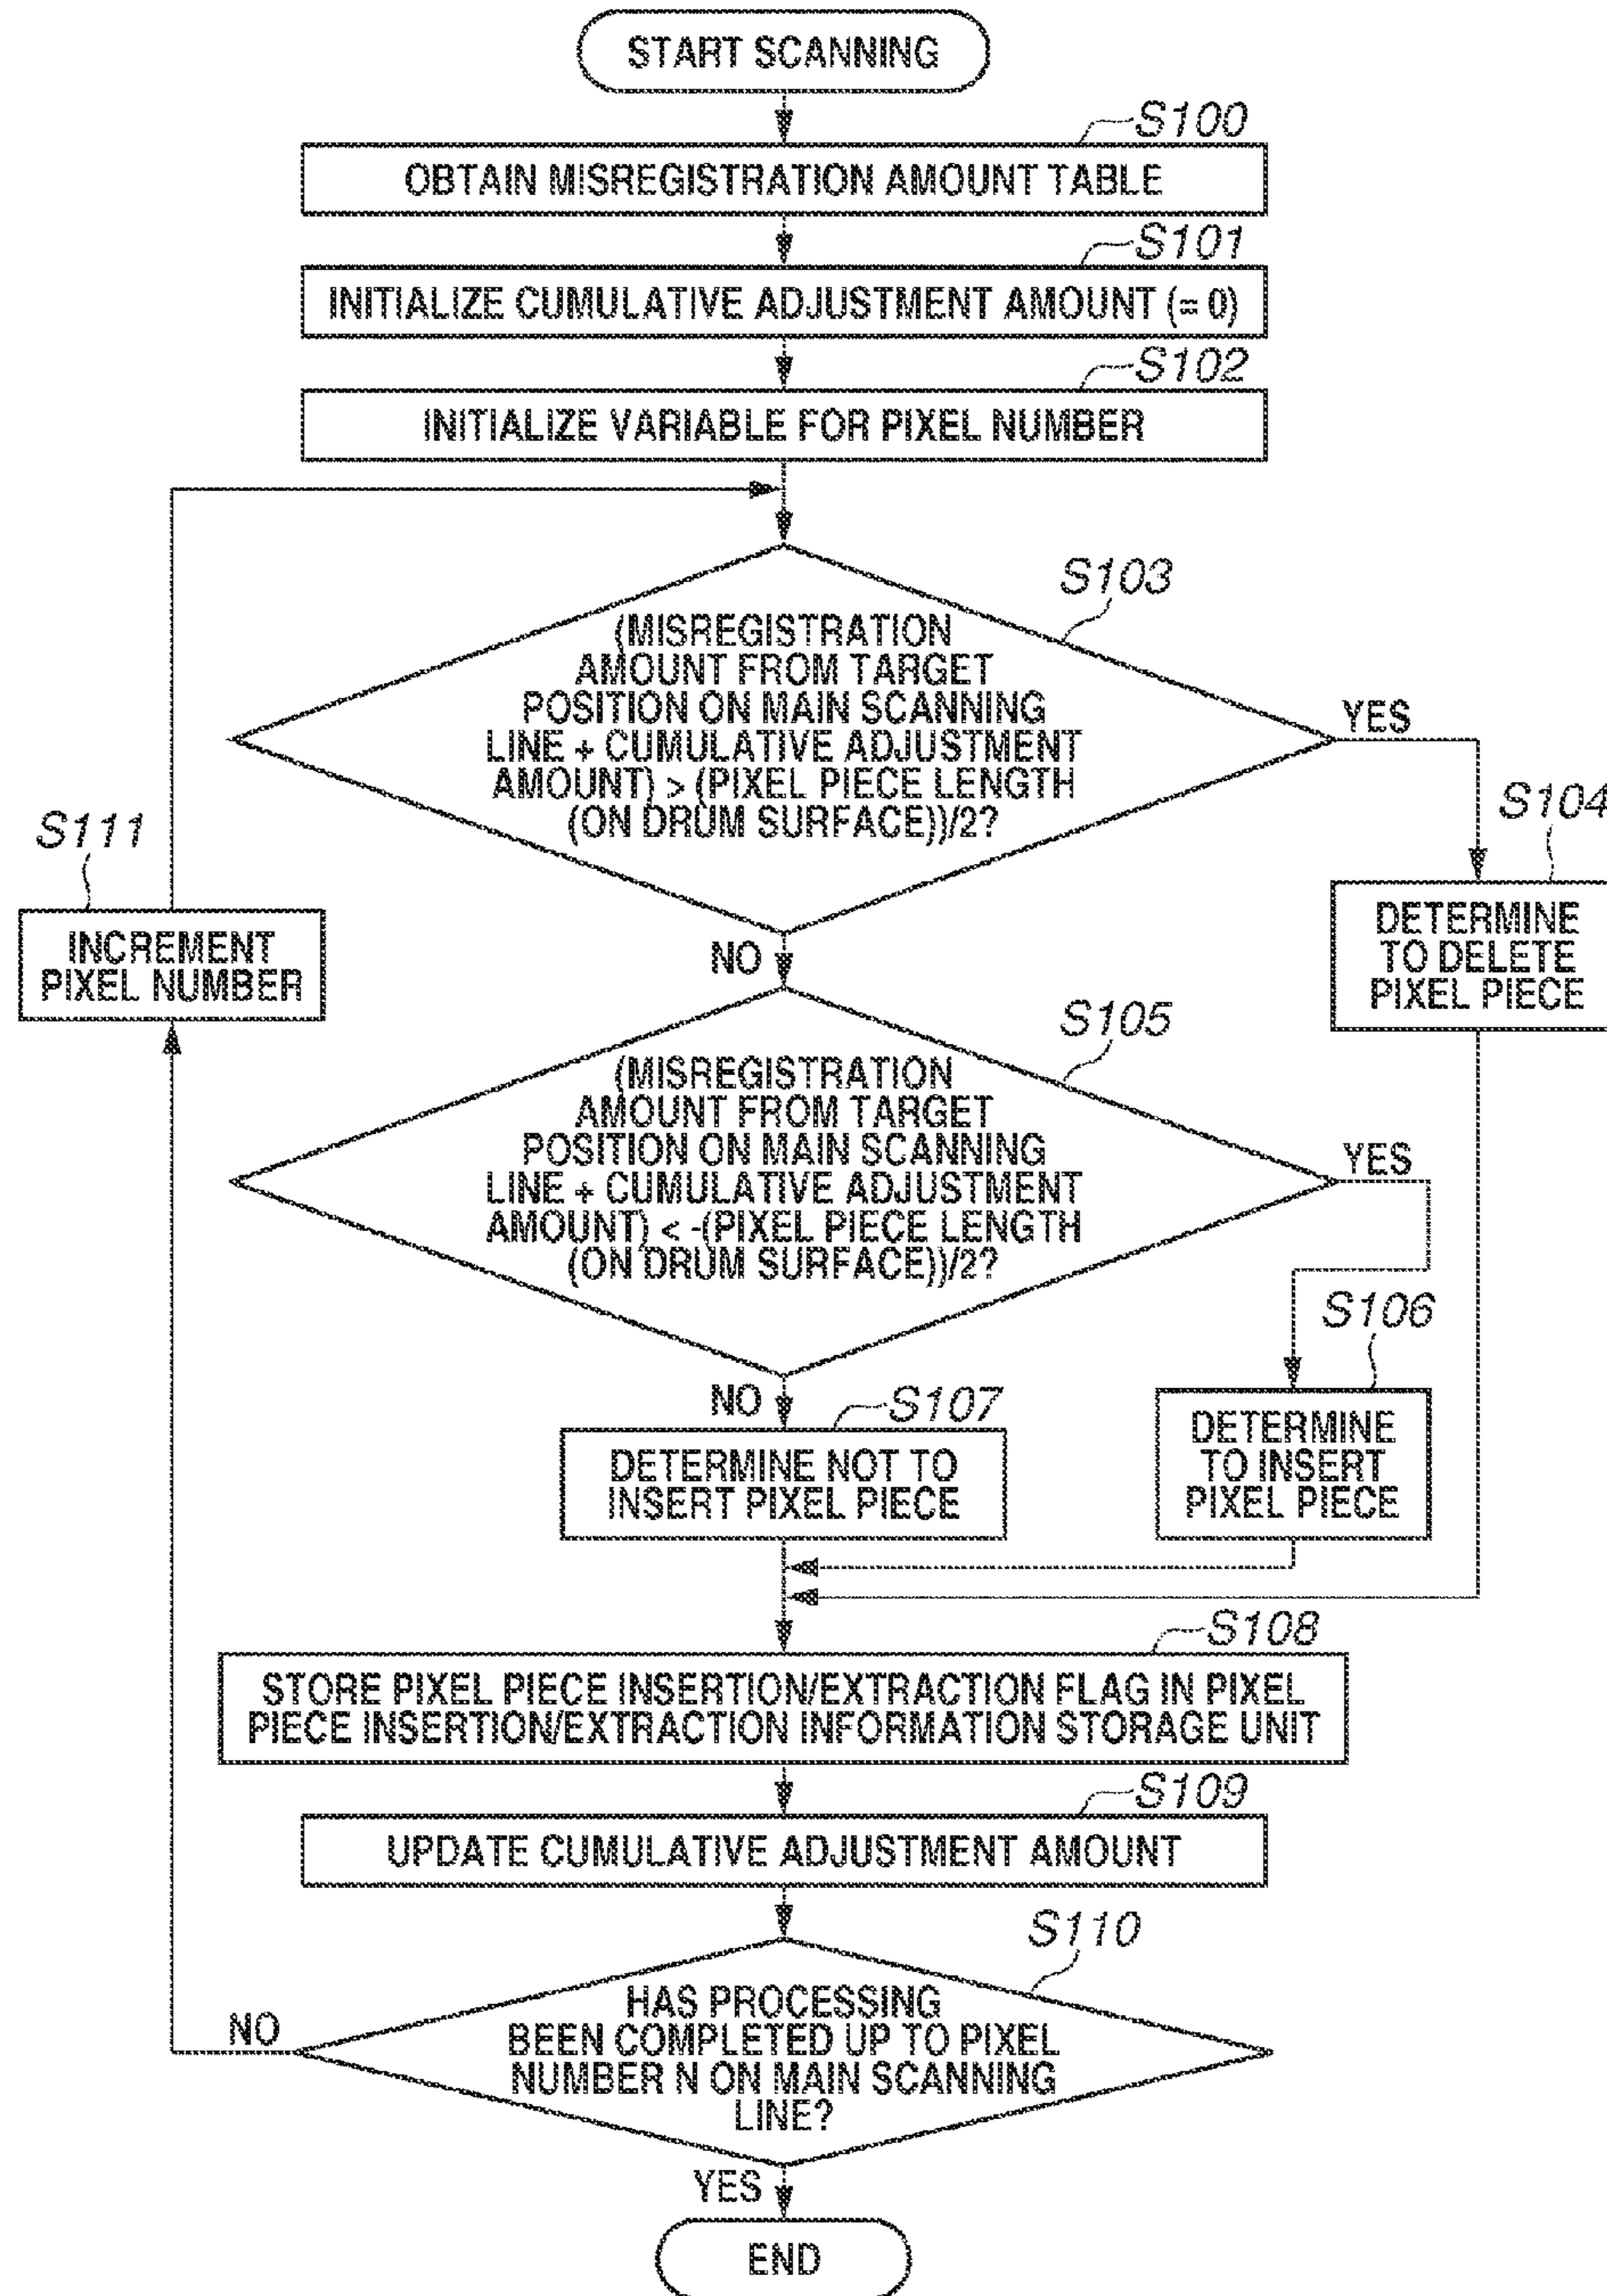 START SCANNING
S100
OBTAIN MISREGISTRATION AMOUNT TABLE
S101
INITIALIZE CUMULATIVE ADJUSTMENT AMOUNT (= 0)
S102
INITIALIZE VARIABLE FOR PIXEL NUMBER
S103
(MISREGISTRATION
AMOUNT FROM TARGET
POSITION ON MAIN SCANNING
LINE + CUMULATIVE ADJUSTMENT
AMOUNT) > (PIXEL PIECE LENGTH
(ON DRUM SURFACE))/2?
YES
S104
DETERMINE
TO DELETE
PIXEL PIECE
S111
INCREMENT
PIXEL NUMBER
NO
S105
(MISREGISTRATION
AMOUNT FROM TARGET
POSITION ON MAIN SCANNING
LINE + CUMULATIVE ADJUSTMENT
AMOUNT) < -(PIXEL PIECE LENGTH
(ON DRUM SURFACE))/2?
YES
S106
DETERMINE
TO INSERT
PIXEL PIECE
NO
S107
DETERMINE NOT TO
INSERT PIXEL PIECE
S108
STORE PIXEL PIECE INSERTION/EXTRACTION FLAG IN PIXEL
PIECE INSERTION/EXTRACTION INFORMATION STORAGE UNIT
S109
UPDATE CUMULATIVE ADJUSTMENT AMOUNT
S110
HAS PROCESSING
BEEN COMPLETED UP TO PIXEL
NUMBER N ON MAIN SCANNING
LINE?
NO
YES
END